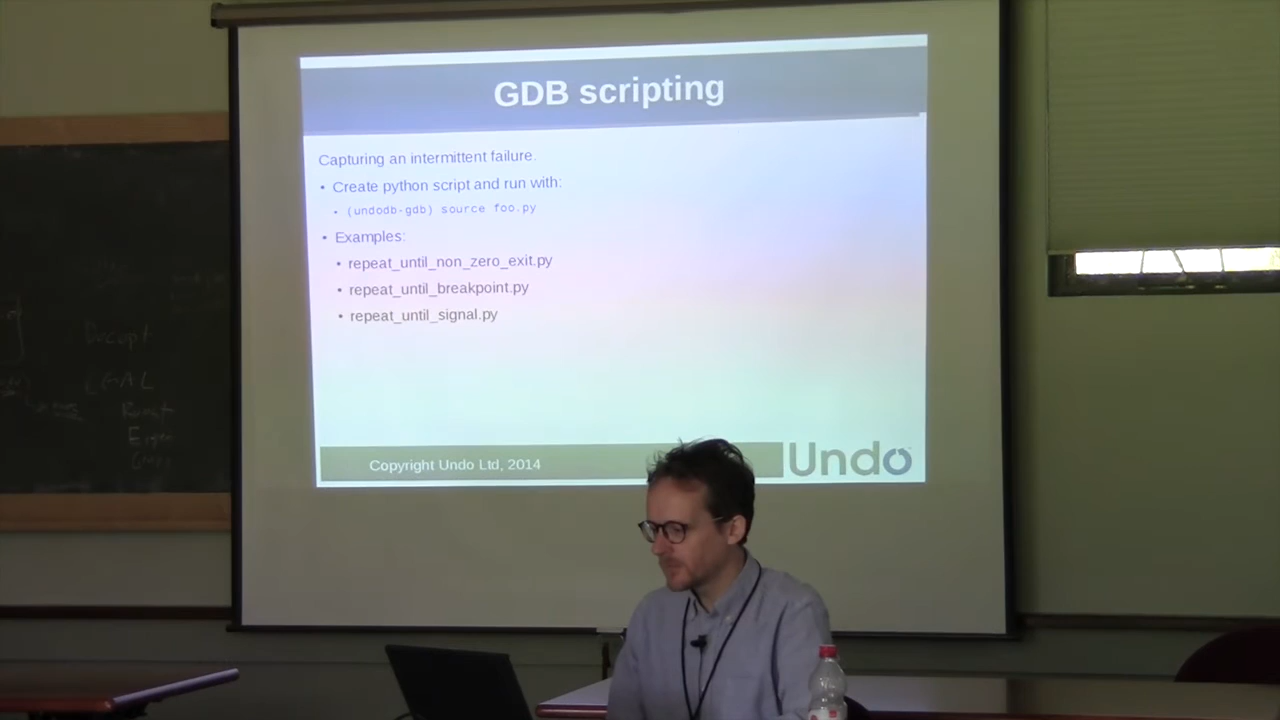 GDB scripting
Capturing an intermittent failure.
• Create python script and run with:
• (undodb-gdb) source foo.py
• Examples:
• repeat_until_non_zero_exit.py
• repeat_until_breakpoint.py
• repeat_until_signal.py
Copyright Undo Ltd, 2014
Undo
CGAL